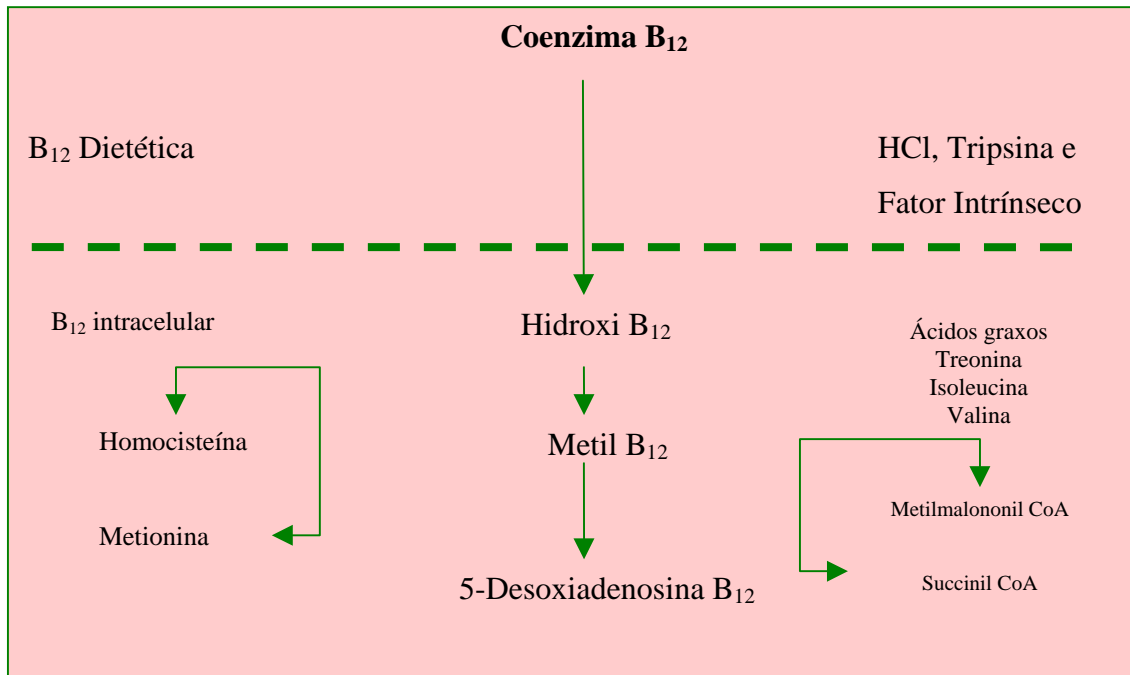 Coenzima B₁₂
B₁₂ Dietética
HCl, Tripsina e
Fator Intrínseco
B₁₂ intracelular
Hidroxi B₁₂
Ácidos graxos
Treonina
Isoleucina
Valina
Homocisteína
Metil B₁₂
Metilmalononil CoA
Metionina
5-Desoxiadenosina B₁₂
Succinil CoA